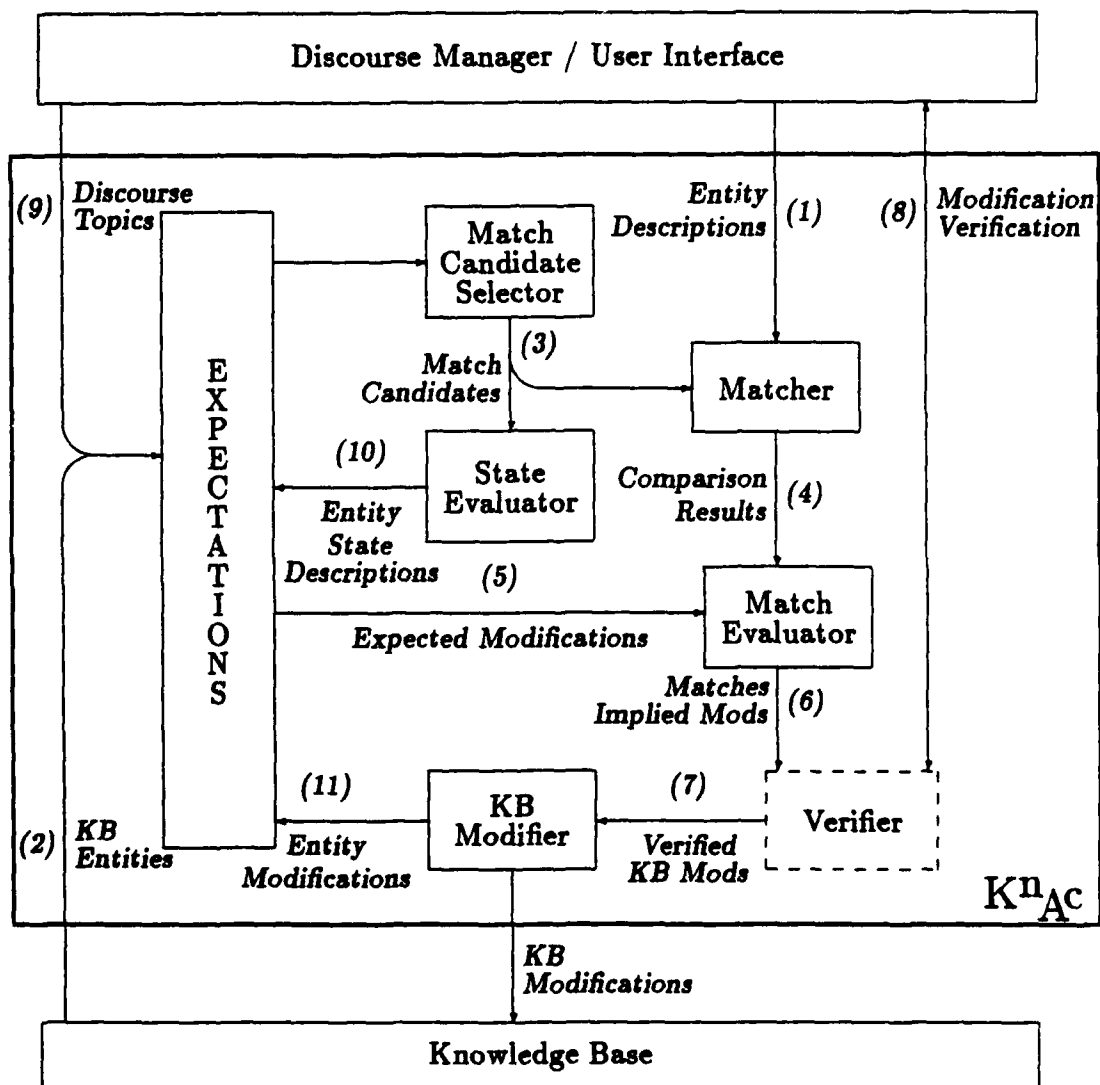 Discourse Manager / User Interface
(9)
Discourse
Topics
Entity
Descriptions
(1)
(8)
Modification
Verification
Match
Candidate
Selector
(3)
Match
Candidates
Matcher
EXPECTATIONS
(10)
State
Evaluator
Entity
State
Descriptions
Comparison
Results
(4)
(5)
Expected Modifications
Match
Evaluator
Matches
Implied Mods
(6)
(11)
KB
Modifier
(7)
Verifier
(2)
KB
Entities
Entity
Modifications
Verified
KB Mods
KnAc
KB
Modifications
Knowledge Base